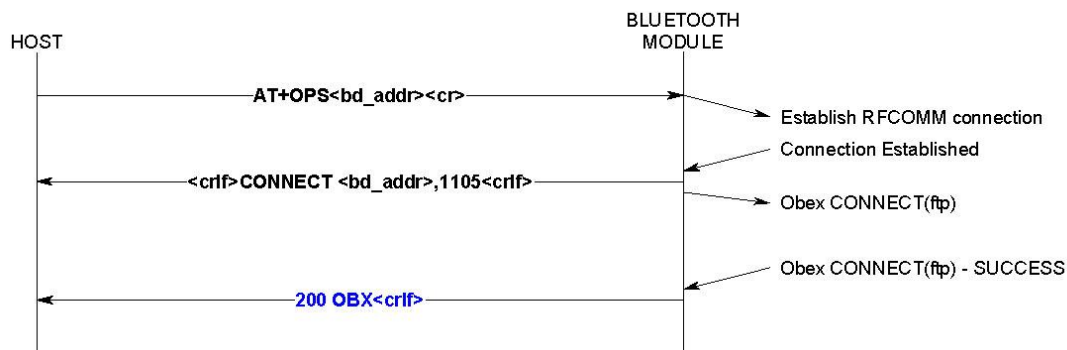 HOST
BLUETOOTH
MODULE
AT+OPS<bd_addr><cr>
Establish RFCOMM connection
Connection Established
<crlf>CONNECT <bd_addr>,1105<crlf>
Obex CONNECT(ftp)
Obex CONNECT(ftp) - SUCCESS
200 OBX<crlf>